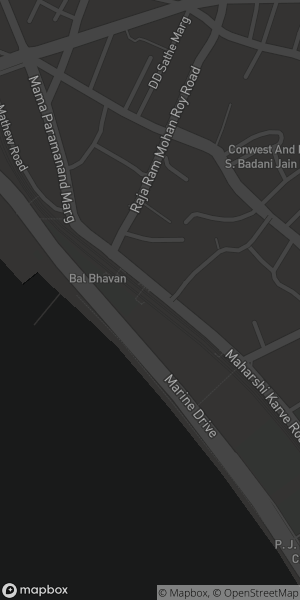 DD Sathe Marg
Mama Paramanand Marg
Raja Ram Mohan Roy Road
Mathew Road
Conwest And
S. Badani Jain
Bal Bhavan
Maharshi Karve Ro
Marine Drive
P. J.
C
mapbox
© Mapbox, © OpenStreetMap